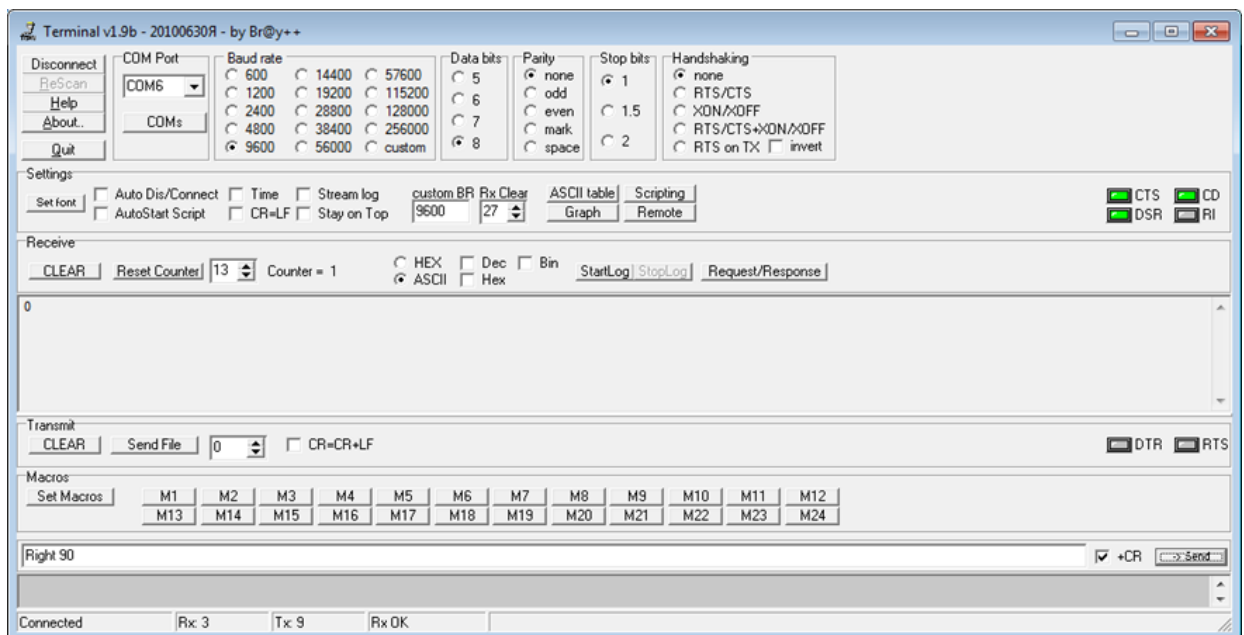 Terminal v1.9b - 20100630Я - by Br@y++
Disconnect
ReScan
Help
About..
Quit
COM Port
COM6
COMs
Baud rate
600 14400 57600
1200 19200 115200
2400 28800 128000
4800 38400 256000
9600 56000 custom
Data bits
5
6
7
8
Parity
none
odd
even
mark
space
Stop bits
1
1.5
2
Handshaking
none
RTS/CTS
XON/XOFF
RTS/CTS+XON/XOFF
RTS on TX invert
Settings
Set font
Auto Dis/Connect Time Stream log
AutoStart Script CR=LF Stay on Top
custom BR Rx Clear
9600 27
ASCII table Scripting
Graph Remote
CTS CD
DSR RI
Receive
CLEAR Reset Counter 13 Counter = 1
HEX Dec Bin
ASCII Hex
StartLog StopLog Request/Response
0
Transmit
CLEAR Send File 0 CR=CR+LF DTR RTS
Macros
Set Macros M1 M2 M3 M4 M5 M6 M7 M8 M9 M10 M11 M12
M13 M14 M15 M16 M17 M18 M19 M20 M21 M22 M23 M24
Right 90 +CR -> Send
Connected Rx: 3 Tx: 9 Rx OK